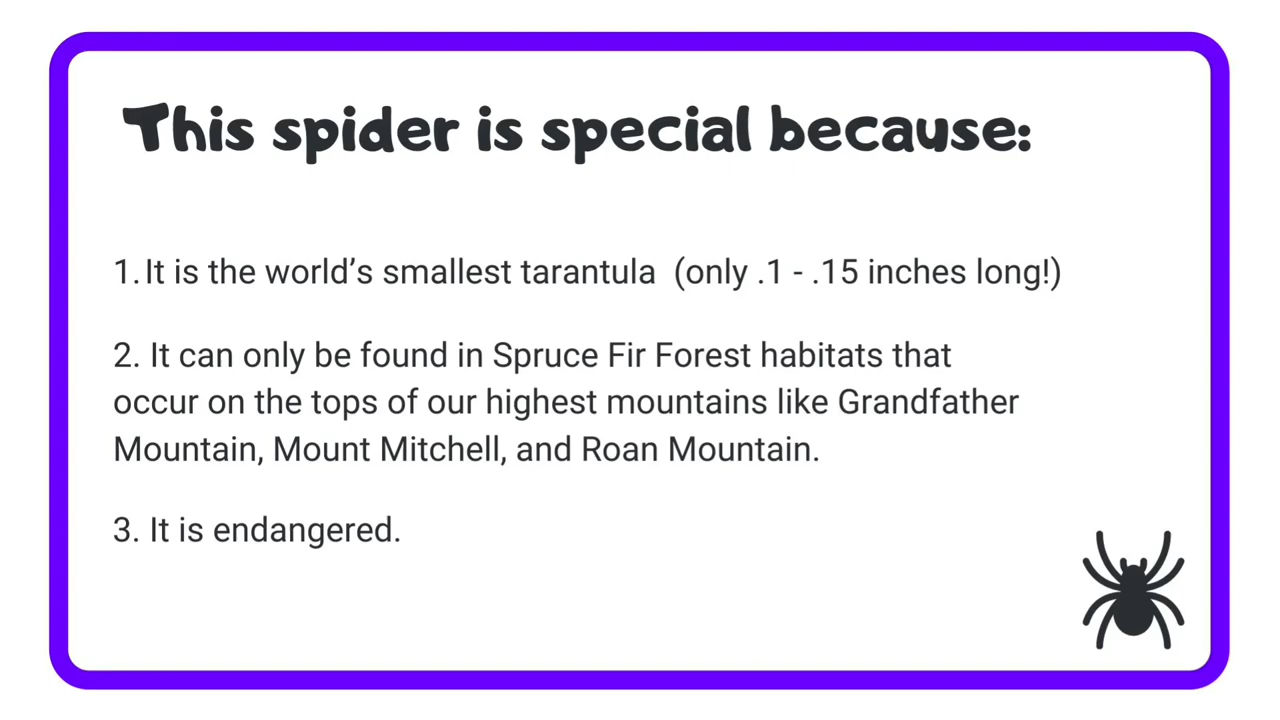 This spider is special because:
1. It is the world’s smallest tarantula (only .1 - .15 inches long!)
2. It can only be found in Spruce Fir Forest habitats that
occur on the tops of our highest mountains like Grandfather
Mountain, Mount Mitchell, and Roan Mountain.
3. It is endangered.